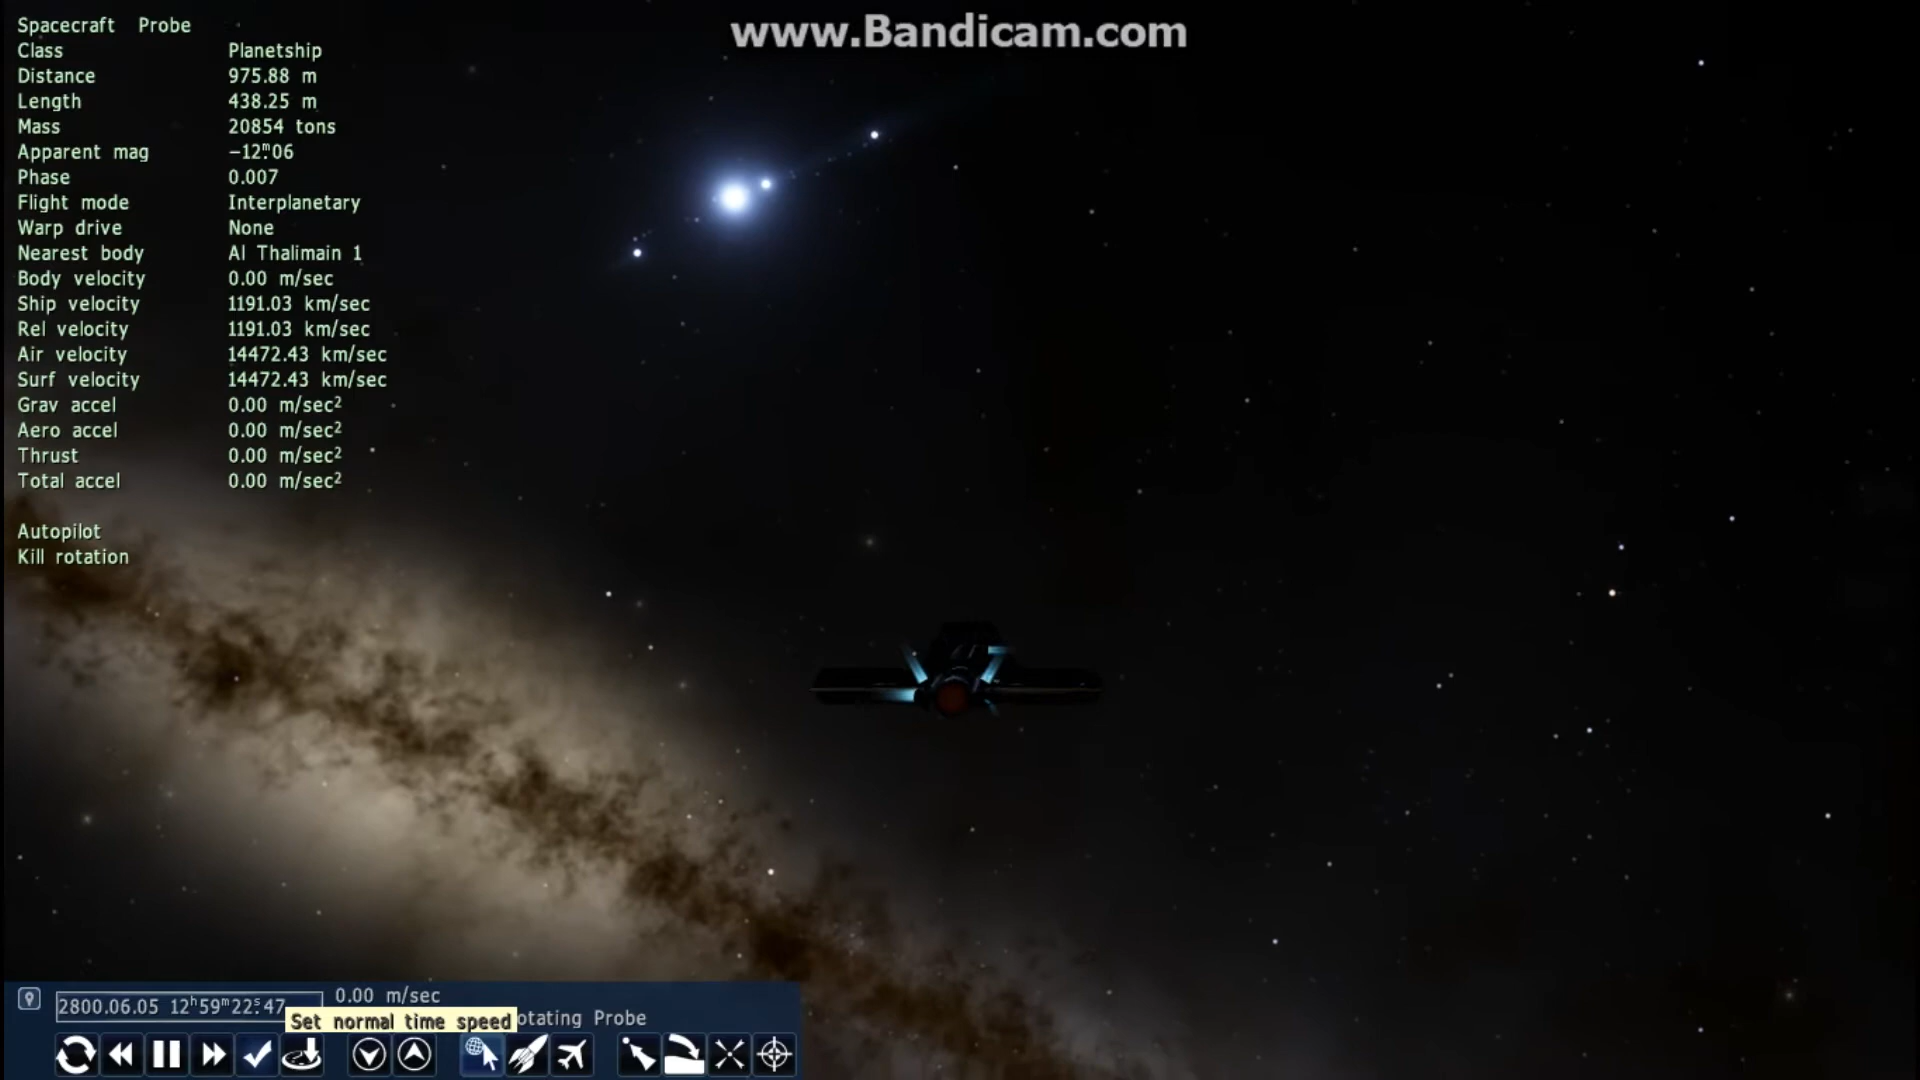 www.Bandicam.com
Spacecraft Probe
Class Planetship
Distance 975.88 m
Length 438.25 m
Mass 20854 tons
Apparent mag −12ᵐ.06
Phase 0.007
Flight mode Interplanetary
Warp drive None
Nearest body Al Thalimain 1
Body velocity 0.00 m/sec
Ship velocity 1191.03 km/sec
Rel velocity 1191.03 km/sec
Air velocity 14472.43 km/sec
Surf velocity 14472.43 km/sec
Grav accel 0.00 m/sec²
Aero accel 0.00 m/sec²
Thrust 0.00 m/sec²
Total accel 0.00 m/sec²
Autopilot
Kill rotation
0.00 m/sec
2800.06.05 12ʰ59ᵐ22ˢ.47
Set normal time speed
otating Probe